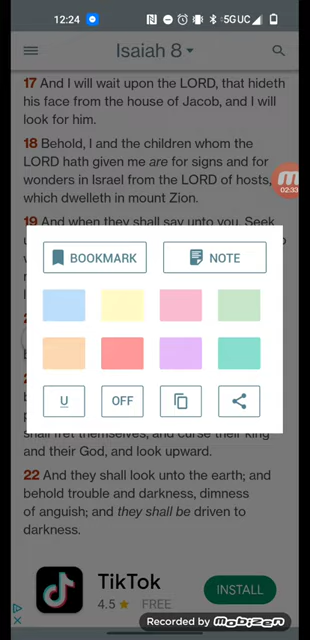 12:24
5G UC
Isaiah 8
17 And I will wait upon the LORD, that hideth
his face from the house of Jacob, and I will
look for him.
18 Behold, I and the children whom the
LORD hath given me are for signs and for
wonders in Israel from the LORD of hosts,
which dwelleth in mount Zion.
02:33
19 And when they shall say unto you, Seek
BOOKMARK
NOTE
U
OFF
shall fret themselves, and curse their king
and their God, and look upward.
22 And they shall look unto the earth; and
behold trouble and darkness, dimness
of anguish; and they shall be driven to
darkness.
TikTok
4.5 ★ FREE
INSTALL
Recorded by Mobizen